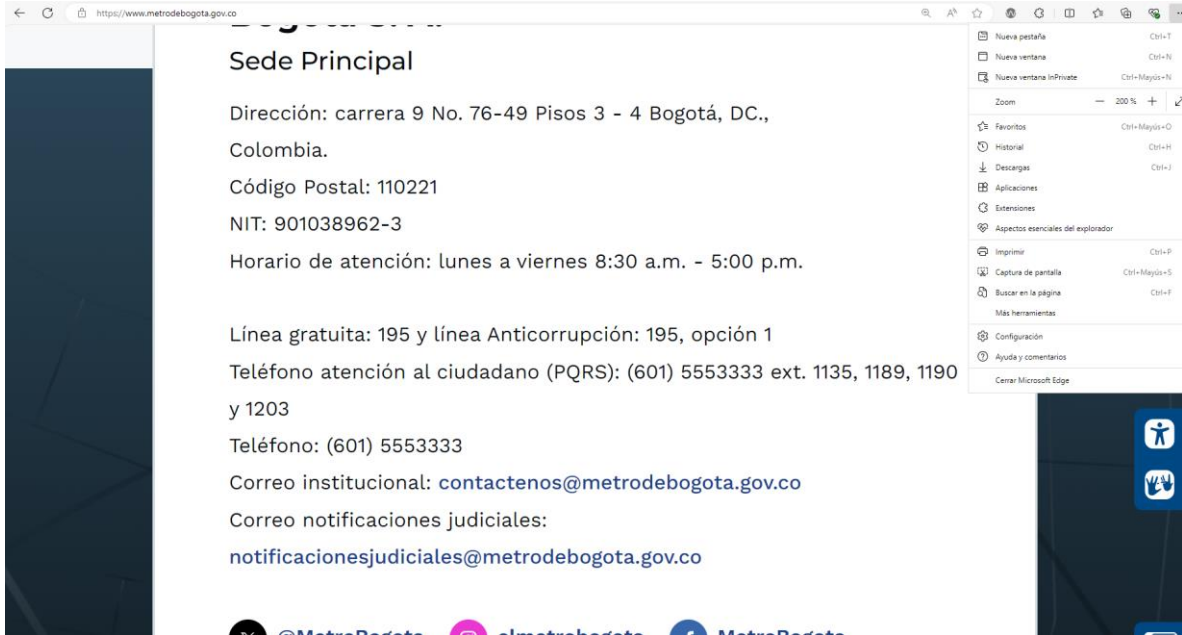 https://www.metrodebogota.gov.co
Sede Principal
Dirección: carrera 9 No. 76-49 Pisos 3 - 4 Bogotá, DC.,
Colombia.
Código Postal: 110221
NIT: 901038962-3
Horario de atención: lunes a viernes 8:30 a.m. - 5:00 p.m.
Línea gratuita: 195 y línea Anticorrupción: 195, opción 1
Teléfono atención al ciudadano (PQRS): (601) 5553333 ext. 1135, 1189, 1190
y 1203
Teléfono: (601) 5553333
Correo institucional: contactenos@metrodebogota.gov.co
Correo notificaciones judiciales:
notificacionesjudiciales@metrodebogota.gov.co
@MetroBogota elmetrobogota MetroBogota
Nueva pestaña Ctrl+T
Nueva ventana Ctrl+N
Nueva ventana InPrivate Ctrl+Mayús+N
Zoom — 200 % +
Favoritos Ctrl+Mayús+O
Historial Ctrl+H
Descargas Ctrl+J
Aplicaciones
Extensiones
Aspectos esenciales del explorador
Imprimir Ctrl+P
Captura de pantalla Ctrl+Mayús+S
Buscar en la página Ctrl+F
Más herramientas
Configuración
Ayuda y comentarios
Cerrar Microsoft Edge